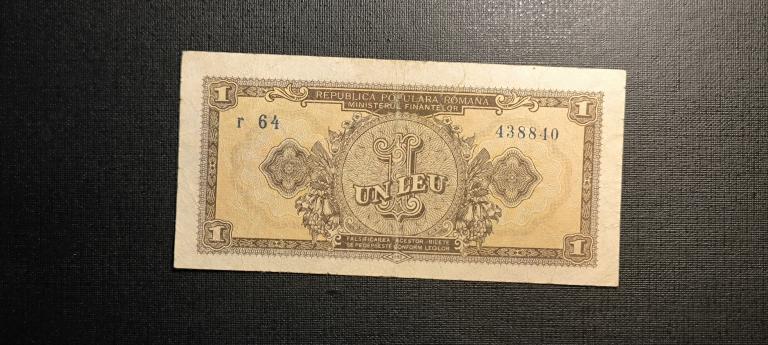 1 REPUBLICA POPULARA ROMANA 1
MINISTERUL FINANTELOR
r 64 438840
1
UN LEU
FALSIFICAREA ACESTOR BILETE
SE PEDEPSESTE CONFORM LEGILOR
1 1